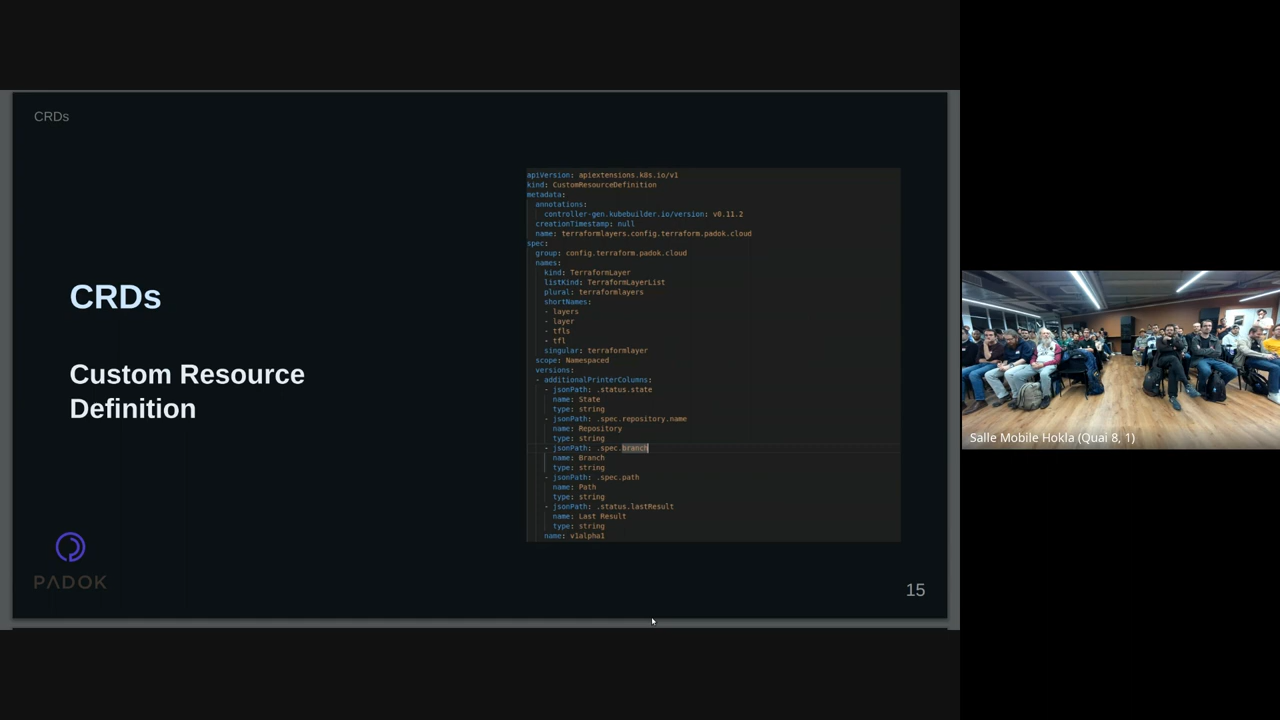 CRDs
CRDs
Custom Resource
Definition
apiVersion: apiextensions.k8s.io/v1
kind: CustomResourceDefinition
metadata:
annotations:
controller-gen.kubebuilder.io/version: v0.11.2
creationTimestamp: null
name: terraformlayers.config.terraform.padok.cloud
spec:
group: config.terraform.padok.cloud
names:
kind: TerraformLayer
listKind: TerraformLayerList
plural: terraformlayers
shortNames:
- layers
- layer
- tfls
- tfl
singular: terraformlayer
scope: Namespaced
versions:
- additionalPrinterColumns:
- jsonPath: .status.state
name: State
type: string
- jsonPath: .spec.repository.name
name: Repository
type: string
- jsonPath: .spec.branch
name: Branch
type: string
- jsonPath: .spec.path
name: Path
type: string
- jsonPath: .status.lastResult
name: Last Result
type: string
name: v1alpha1
PADOK
15
Salle Mobile Hokla (Quai 8, 1)